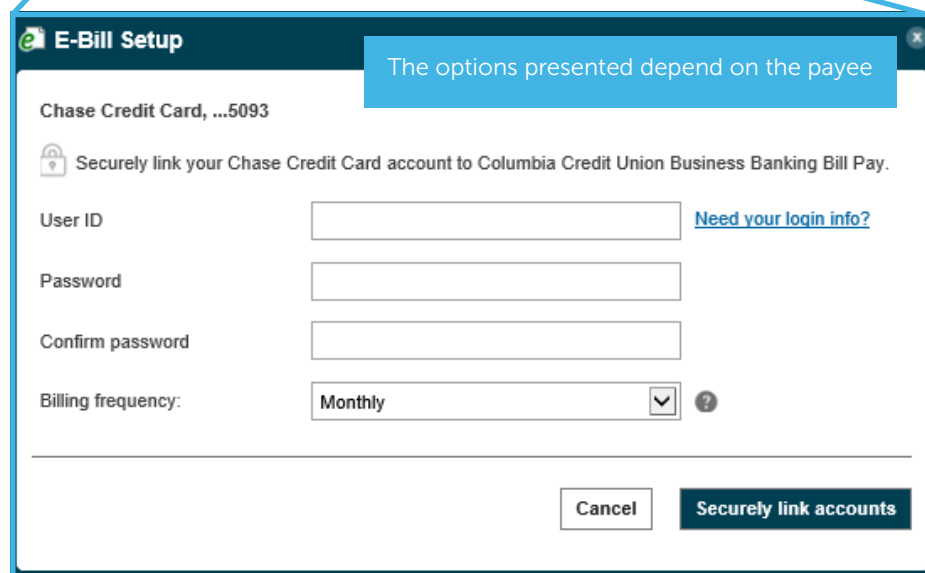 E-Bill Setup
The options presented depend on the payee
Chase Credit Card, ...5093
Securely link your Chase Credit Card account to Columbia Credit Union Business Banking Bill Pay.
User ID
Need your login info?
Password
Confirm password
Billing frequency:
Monthly
?
Cancel
Securely link accounts